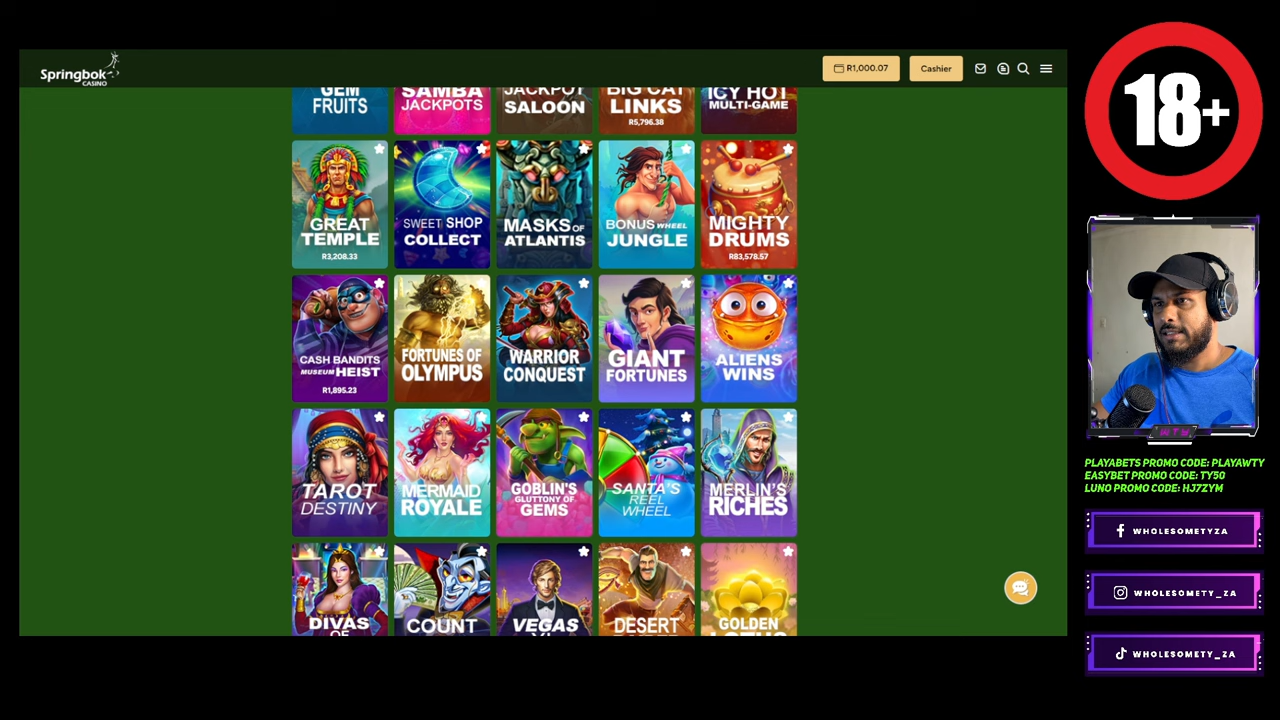 Springbok
CASINO
R1,000.07
Cashier
GEM
FRUITS
SAMBA
JACKPOTS
JACKPOT
SALOON
BIG CAT
LINKS
R5,796.38
ICY HOT
MULTI-GAME
GREAT
TEMPLE
R3,208.33
SWEET SHOP
COLLECT
MASKS OF
ATLANTIS
BONUS WHEEL
JUNGLE
MIGHTY
DRUMS
R83,578.57
CASH BANDITS
MUSEUM HEIST
R1,895.23
FORTUNES OF
OLYMPUS
WARRIOR
CONQUEST
GIANT
FORTUNES
ALIENS
WINS
TAROT
DESTINY
MERMAID
ROYALE
GOBLIN'S
GLUTTONY OF
GEMS
SANTA'S
REEL
WHEEL
MERLIN'S
RICHES
DIVAS
OF
COUNT
VEGAS
DESERT
GOLDEN
LOTUS
18+
WTW
PLAYABETS PROMO CODE: PLAYAWTY
EASYBET PROMO CODE: TY50
LUNO PROMO CODE: HJ7ZYM
WHOLESOMETYZA
WHOLESOMETY_ZA
WHOLESOMETY_ZA